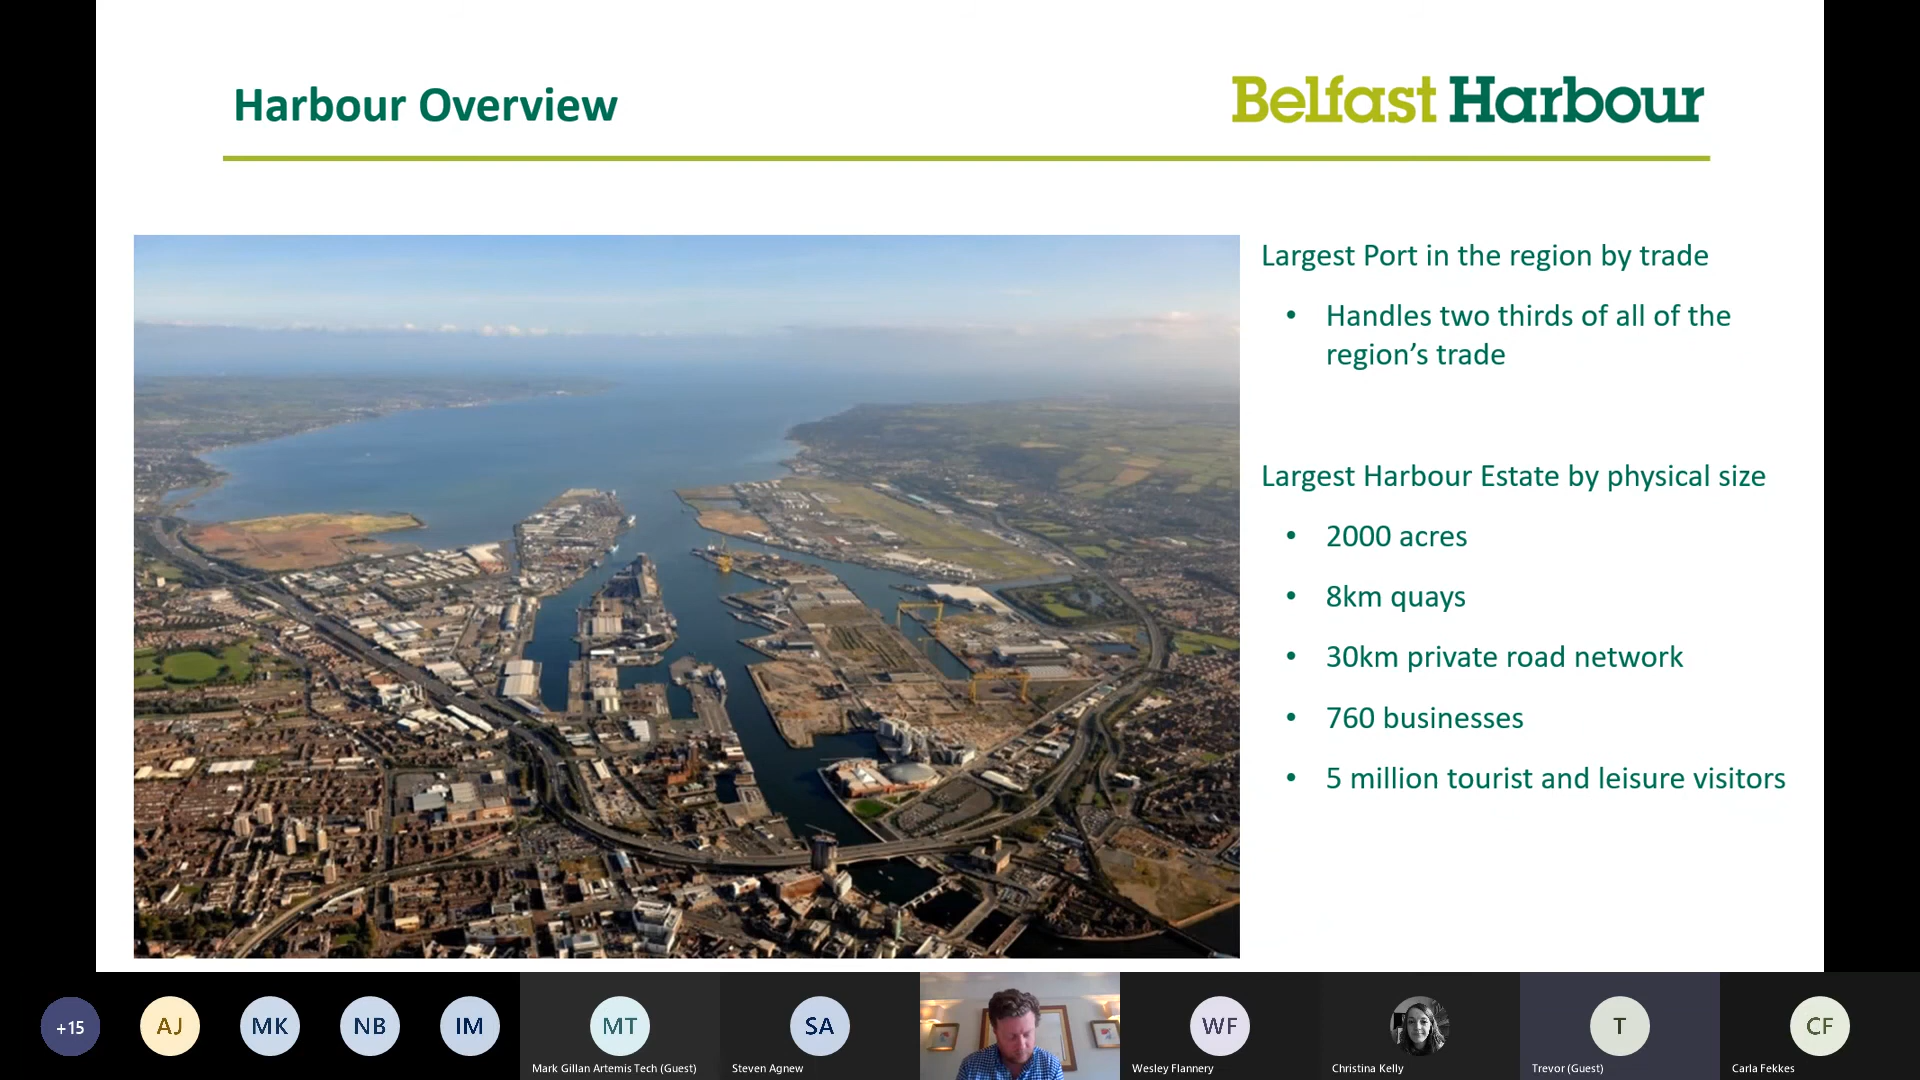 Harbour Overview
Belfast Harbour
Largest Port in the region by trade
• Handles two thirds of all of the
region's trade
Largest Harbour Estate by physical size
• 2000 acres
• 8km quays
• 30km private road network
• 760 businesses
• 5 million tourist and leisure visitors
+15
AJ
MK
NB
IM
MT
SA
WF
T
CF
Mark Gillan Artemis Tech (Guest)
Steven Agnew
Wesley Flannery
Christina Kelly
Trevor (Guest)
Carla Fekkes